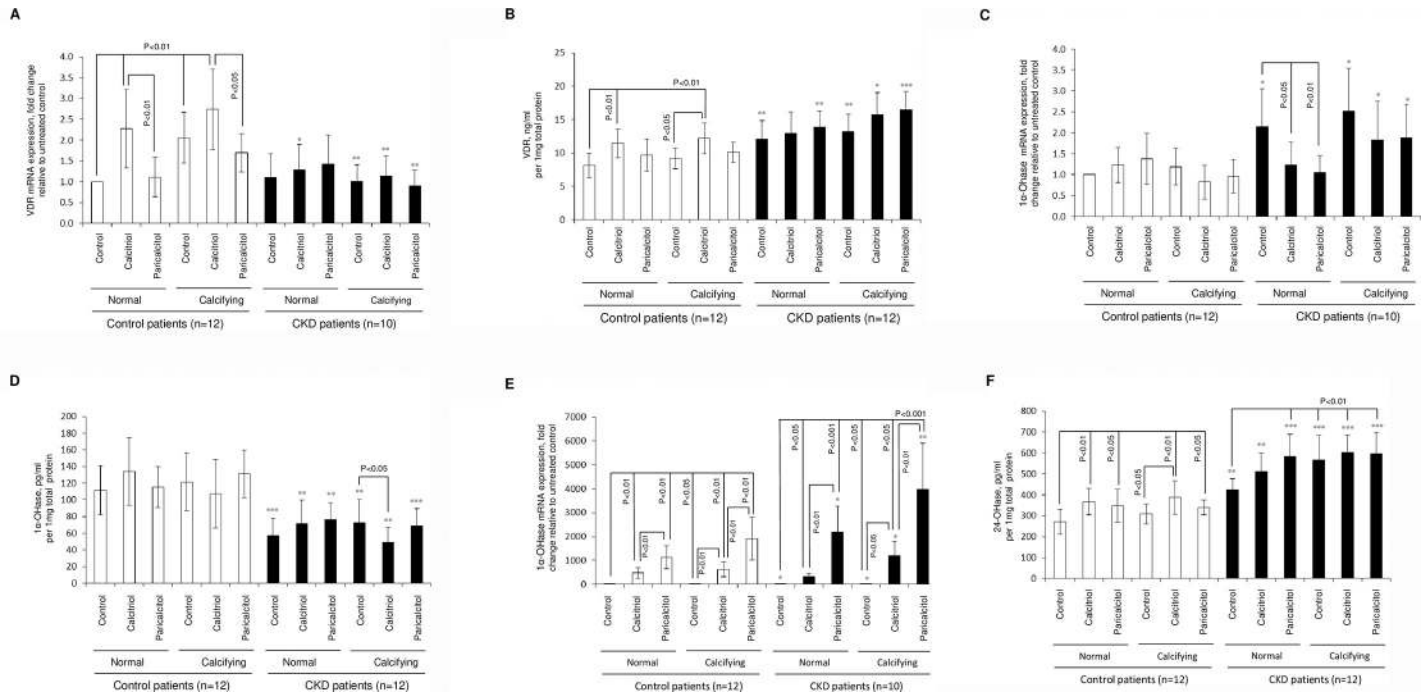 A
VDR mRNA expression, fold change
relative to untreated control
4.0
3.5
3.0
2.5
2.0
1.5
1.0
0.5
0.0
P<0.01
P<0.01
P<0.05
*
**
**
**
Control
Calcitriol
Paricalcitol
Control
Calcitriol
Paricalcitol
Control
Calcitriol
Paricalcitol
Control
Calcitriol
Paricalcitol
Normal
Calcifying
Normal
Calcifying
Control patients (n=12)
CKD patients (n=10)
B
VDR, ng/ml
per 1mg total protein
25
20
15
10
5
0
P<0.01
P<0.01
P<0.05
**
**
**
*
***
Control
Calcitriol
Paricalcitol
Control
Calcitriol
Paricalcitol
Control
Calcitriol
Paricalcitol
Control
Calcitriol
Paricalcitol
Normal
Calcifying
Normal
Calcifying
Control patients (n=12)
CKD patients (n=12)
C
1α-Ohase mRNA expression, fold
change relative to untreated control
4.0
3.5
3.0
2.5
2.0
1.5
1.0
0.5
0.0
*
P<0.05
P<0.01
*
*
*
Control
Calcitriol
Paricalcitol
Control
Calcitriol
Paricalcitol
Control
Calcitriol
Paricalcitol
Control
Calcitriol
Paricalcitol
Normal
Calcifying
Normal
Calcifying
Control patients (n=12)
CKD patients (n=10)
D
1α-OHase, pg/ml
per 1mg total protein
200
180
160
140
120
100
80
60
40
20
0
P<0.05
***
**
**
**
**
***
Control
Calcitriol
Paricalcitol
Control
Calcitriol
Paricalcitol
Control
Calcitriol
Paricalcitol
Control
Calcitriol
Paricalcitol
Normal
Calcifying
Normal
Calcifying
Control patients (n=12)
CKD patients (n=12)
E
1α-OHase mRNA expression, fold
change relative to untreated control
7000
6000
5000
4000
3000
2000
1000
0
P<0.01
P<0.01
P<0.05
P<0.01
P<0.01
P<0.01
P<0.01
P<0.01
P<0.05
P<0.001
P<0.05
P<0.05
P<0.001
P<0.01
P<0.05
P<0.01
*
*
*
*
**
Control
Calcitriol
Paricalcitol
Control
Calcitriol
Paricalcitol
Control
Calcitriol
Paricalcitol
Control
Calcitriol
Paricalcitol
Normal
Calcifying
Normal
Calcifying
Control patients (n=12)
CKD patients (n=10)
F
24-OHase, pg/ml
per 1mg total protein
800
700
600
500
400
300
200
100
0
P<0.01
P<0.05
P<0.05
P<0.01
P<0.05
P<0.01
**
**
***
***
***
***
Control
Calcitriol
Paricalcitol
Control
Calcitriol
Paricalcitol
Control
Calcitriol
Paricalcitol
Control
Calcitriol
Paricalcitol
Normal
Calcifying
Normal
Calcifying
Control patients (n=12)
CKD patients (n=12)